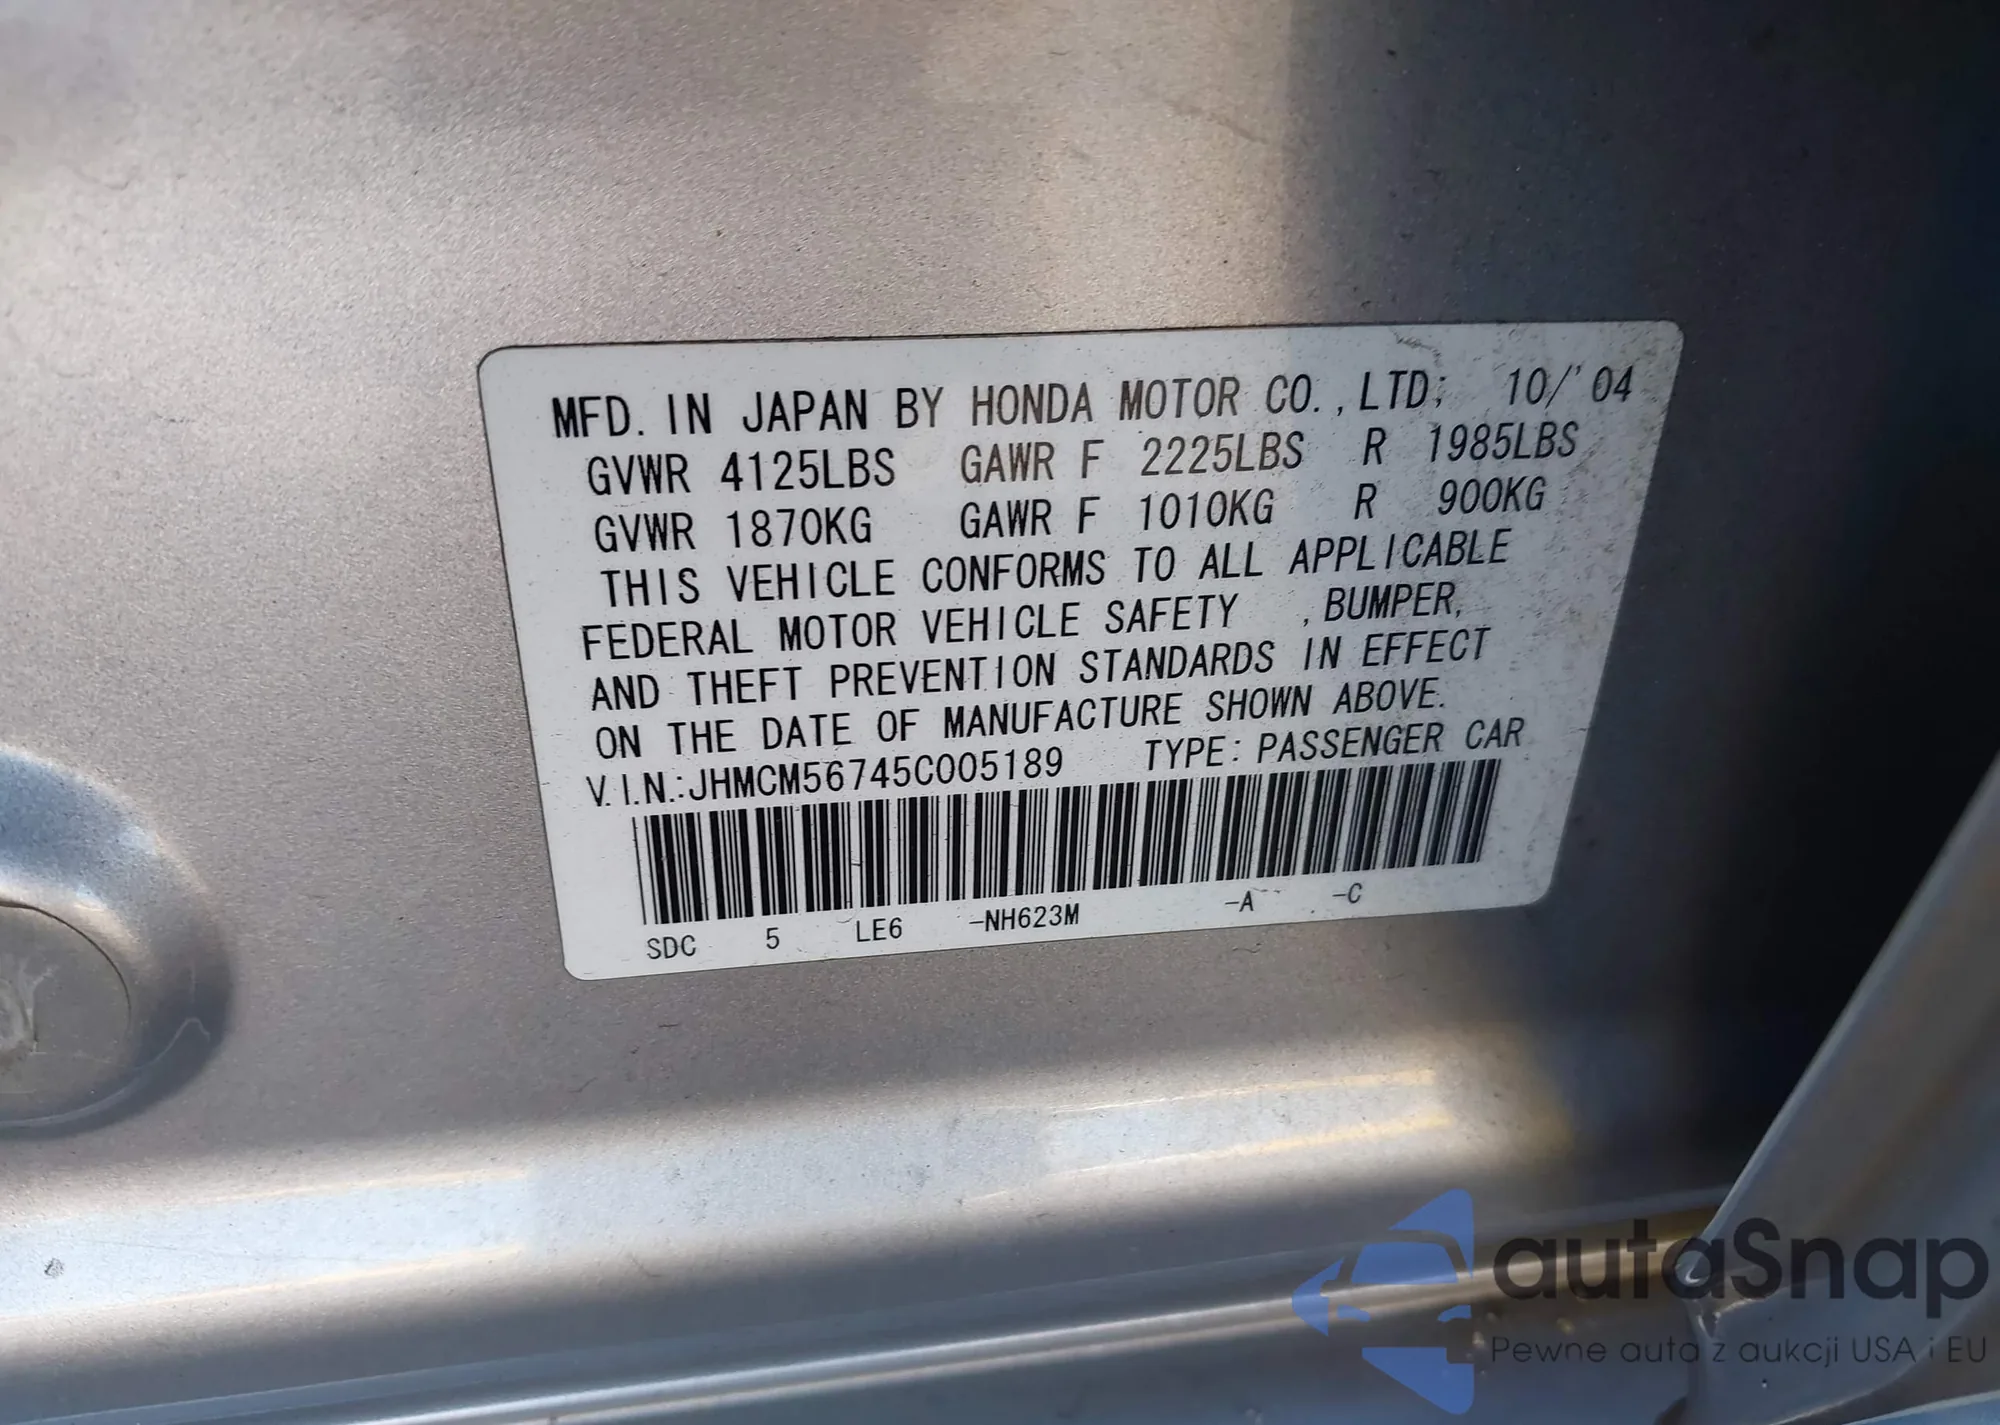 MFD. IN JAPAN BY HONDA MOTOR CO., LTD; 10/'04
GVWR 4125LBS GAWR F 2225LBS R 1985LBS
GVWR 1870KG GAWR F 1010KG R 900KG
THIS VEHICLE CONFORMS TO ALL APPLICABLE
FEDERAL MOTOR VEHICLE SAFETY , BUMPER,
AND THEFT PREVENTION STANDARDS IN EFFECT
ON THE DATE OF MANUFACTURE SHOWN ABOVE.
V.I.N.:JHMCM56745C005189 TYPE: PASSENGER CAR
SDC 5 LE6 -NH623M -A -C
autaSnap
Pewne auta z aukcji USA i EU